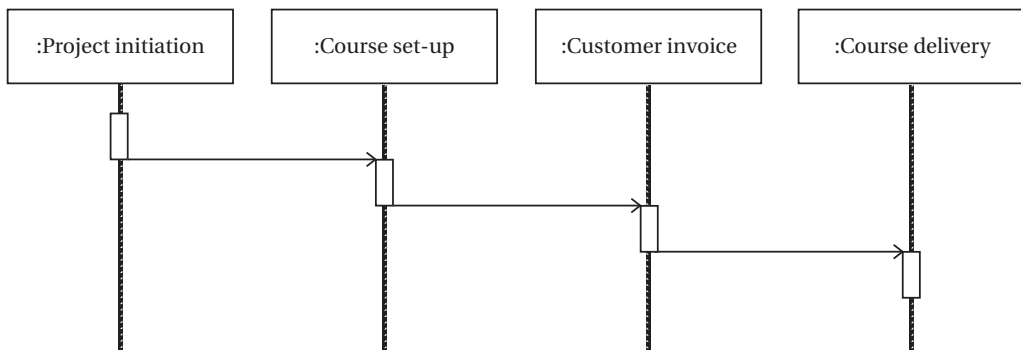 :Project initiation
:Course set-up
:Customer invoice
:Course delivery